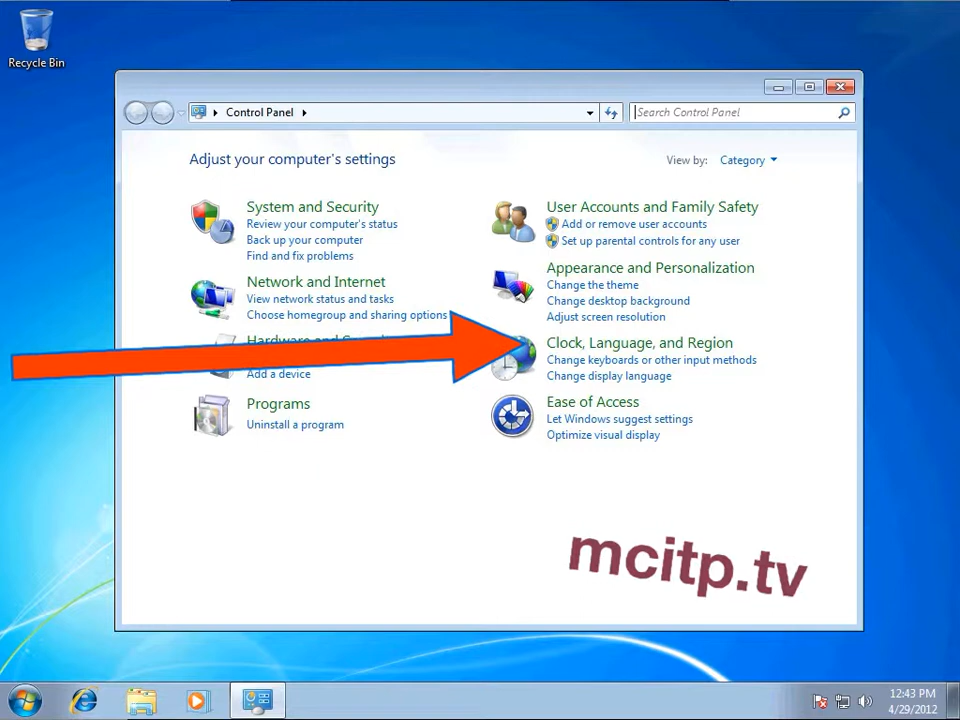 Recycle Bin
Control Panel
Search Control Panel
Adjust your computer's settings
View by: Category
System and Security
Review your computer's status
Back up your computer
Find and fix problems
Network and Internet
View network status and tasks
Choose homegroup and sharing options
Hardware and
Add a device
Programs
Uninstall a program
User Accounts and Family Safety
Add or remove user accounts
Set up parental controls for any user
Appearance and Personalization
Change the theme
Change desktop background
Adjust screen resolution
Clock, Language, and Region
Change keyboards or other input methods
Change display language
Ease of Access
Let Windows suggest settings
Optimize visual display
mcitp.tv
12:43 PM
4/29/2012